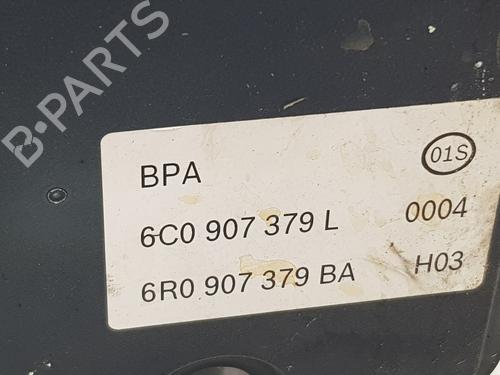 B-PARTS
BPA 01S
6C0 907 379 L 0004
6R0 907 379 BA H03